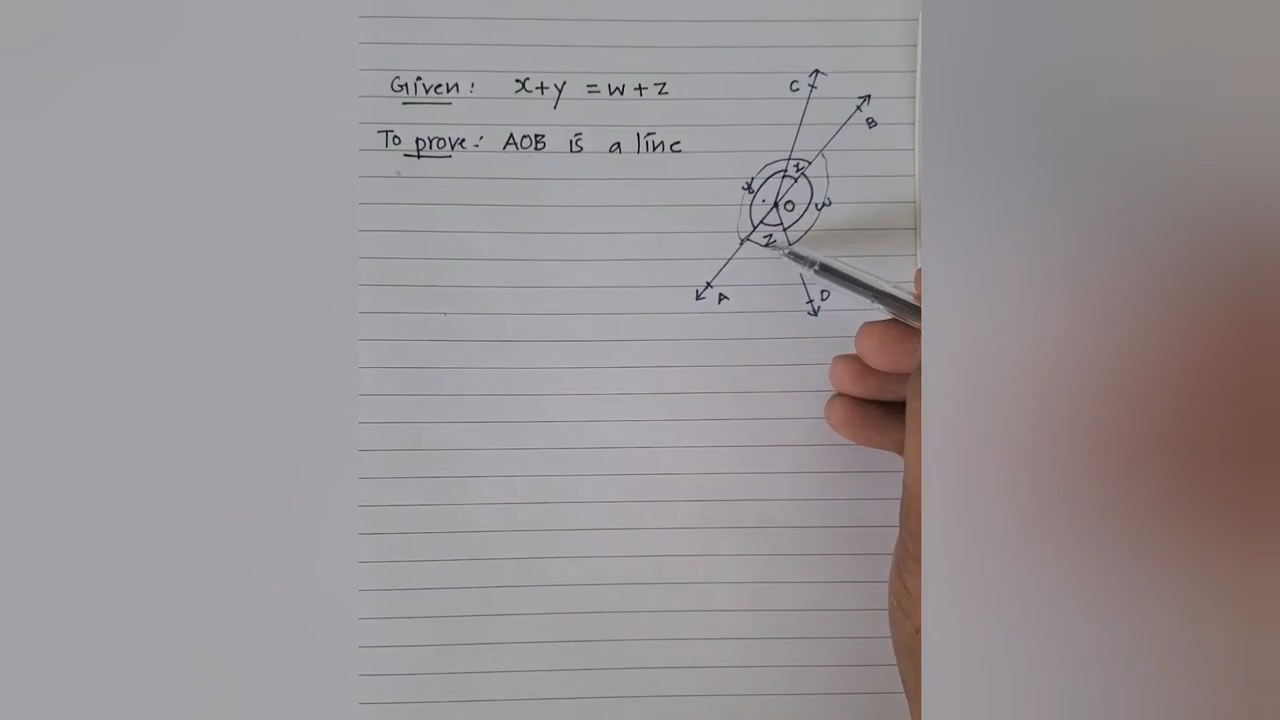 Given: x+y = w+z
To prove:- AOB is a line
C
B
x
y
O
w
z
A
D